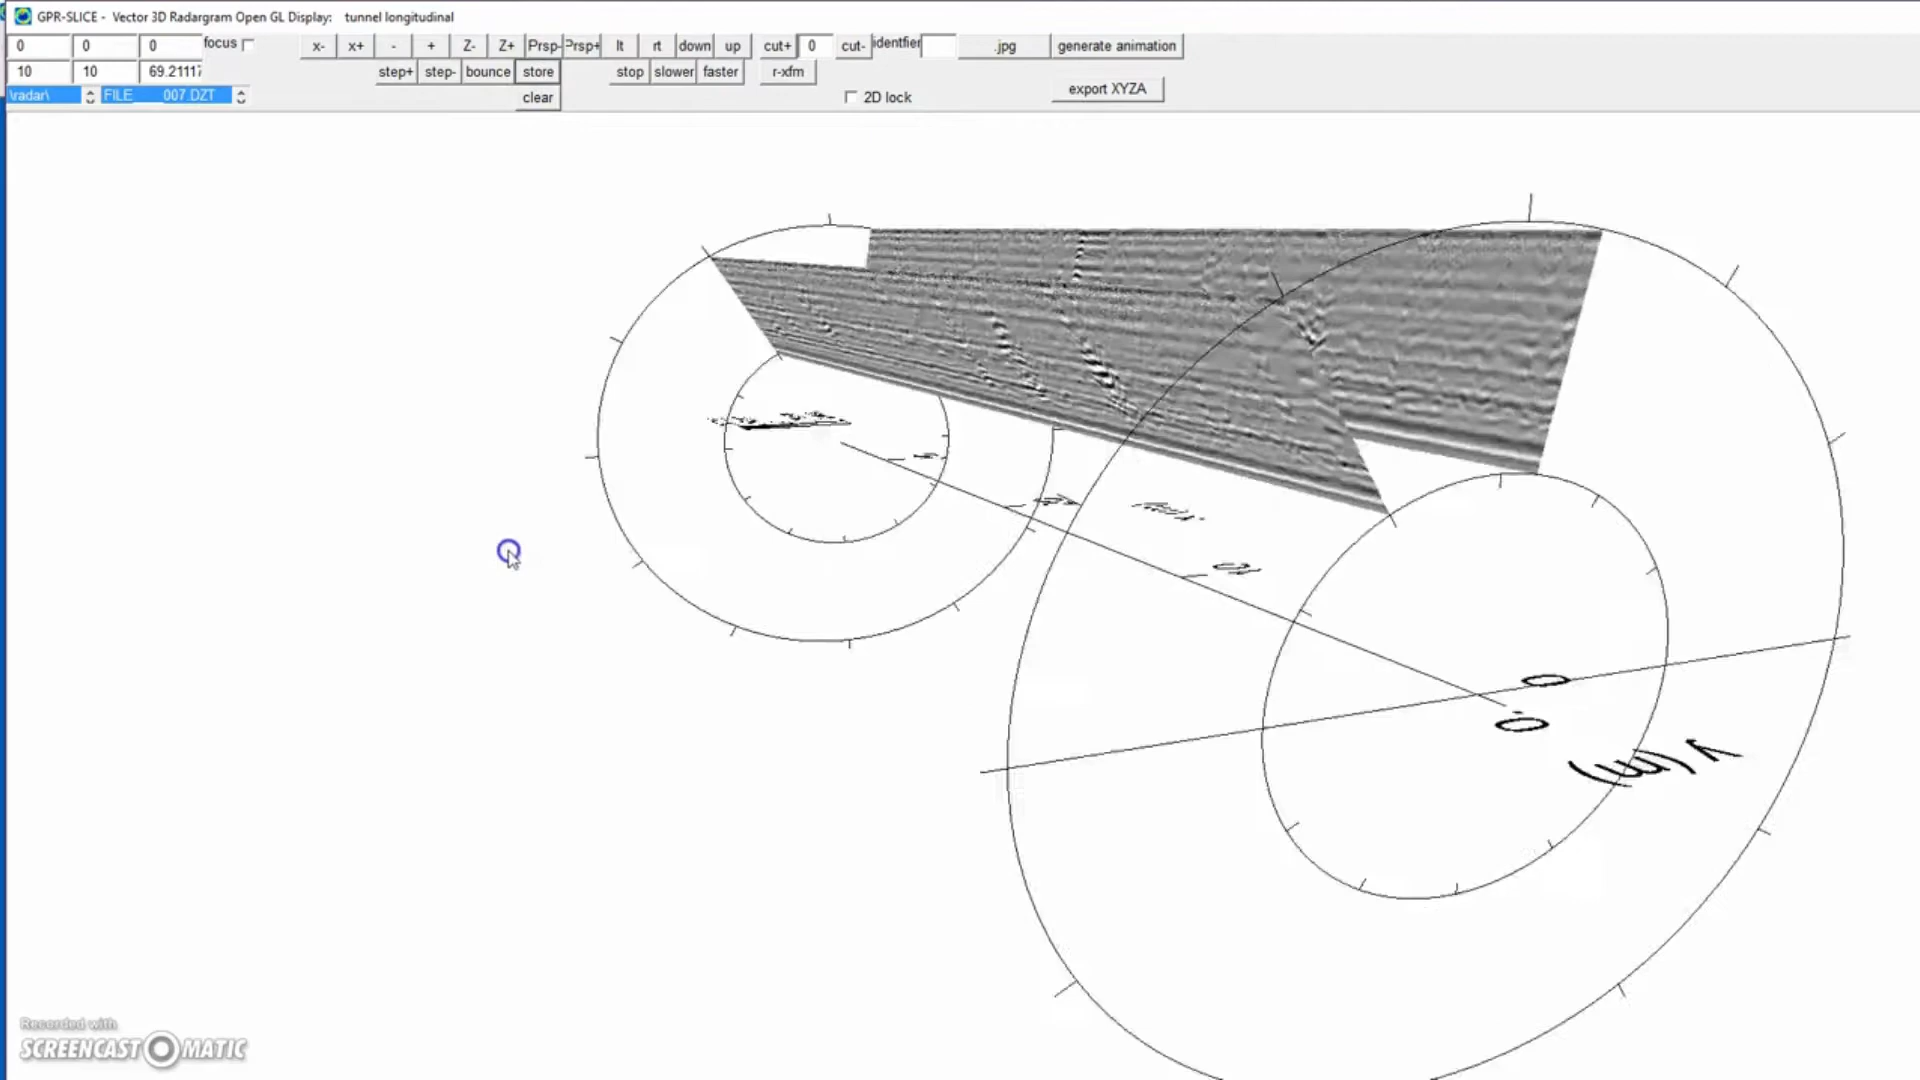 GPR-SLICE - Vector 3D Radargram Open GL Display: tunnel longitudinal
0 0 0 focus x- x+ - + Z- Z+ Prsp- Prsp+ lt rt down up cut+ 0 cut- identifier .jpg generate animation
10 10 69.21117 step+ step- bounce store stop slower faster r-xfm
\radar\ FILE 007.DZT clear 2D lock export XYZA
0
0
Y (m)
Recorded with
SCREENCAST MATIC